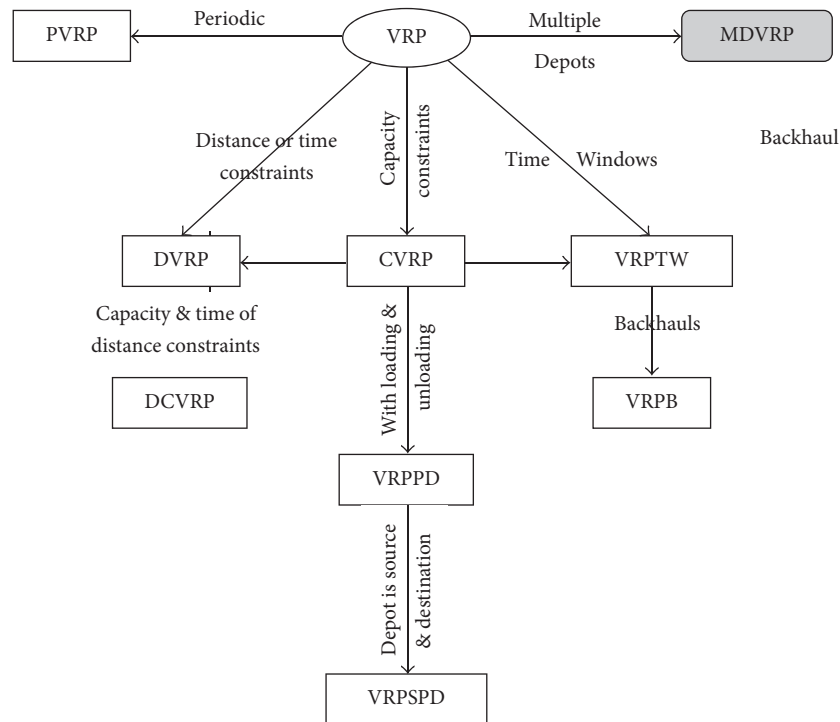 PVRP
Periodic
VRP
Multiple
Depots
MDVRP
Distance or time
constraints
Capacity
constraints
Time Windows
Backhaul
DVRP
CVRP
VRPTW
Capacity & time of
distance constraints
With loading &
unloading
Backhauls
DCVRP
VRPB
VRPPD
Depot is source
& destination
VRPSPD